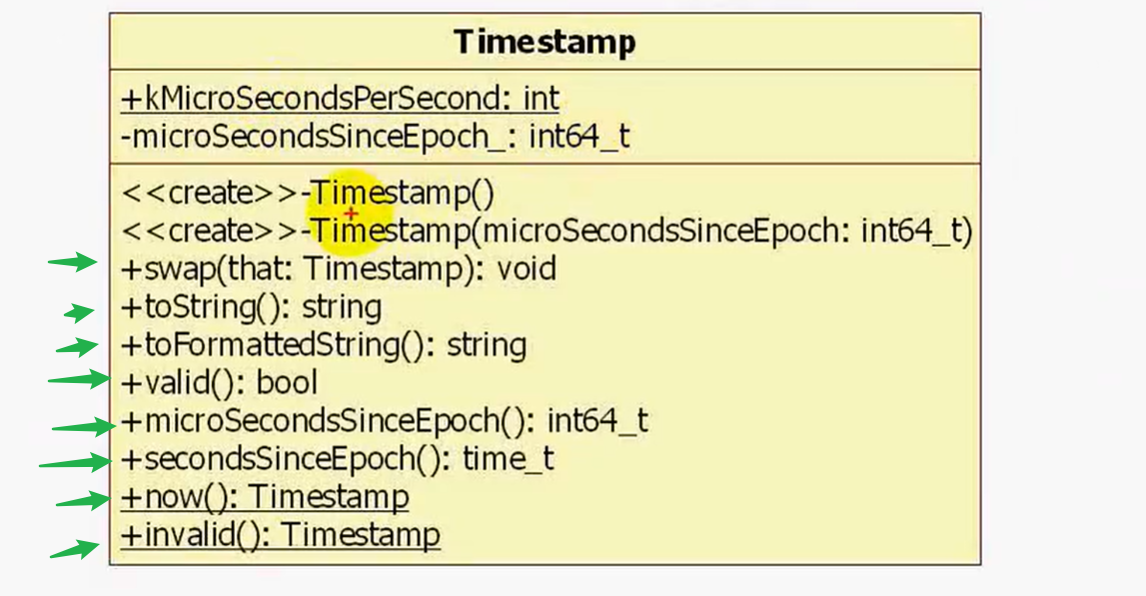 Timestamp
+kMicroSecondsPerSecond: int
-microSecondsSinceEpoch_: int64_t
<<create>>-Timestamp()
<<create>>-Timestamp(microSecondsSinceEpoch: int64_t)
+swap(that: Timestamp): void
+toString(): string
+toFormattedString(): string
+valid(): bool
+microSecondsSinceEpoch(): int64_t
+secondsSinceEpoch(): time_t
+now(): Timestamp
+invalid(): Timestamp